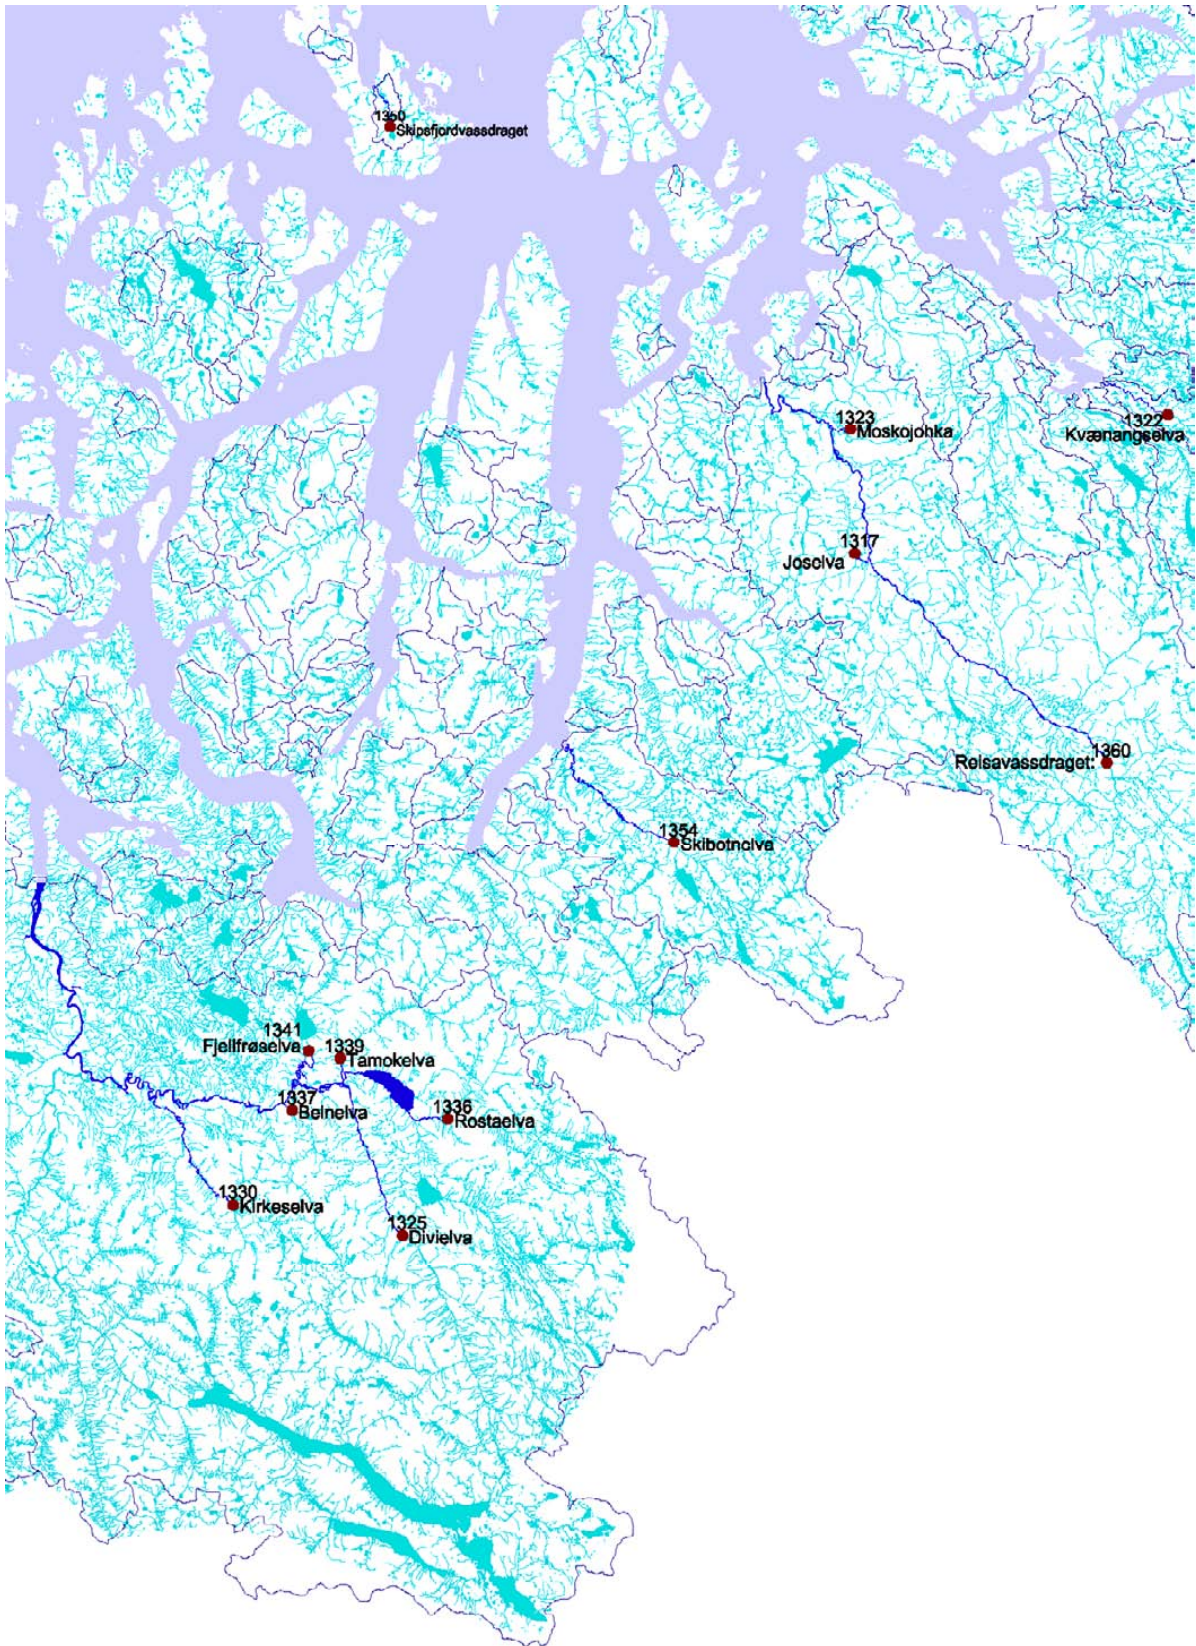 1350
Skipsfjordvassdraget
1323
Moskojohka
1322
Kvænangselva
1317
Joselva
1360
Reisavassdraget:
1354
Skibotnelva
1341
Fjellfrøselva
1339
Tamokelva
1337
Beinelva
1336
Rostaelva
1330
Kirkeselva
1325
Divielva